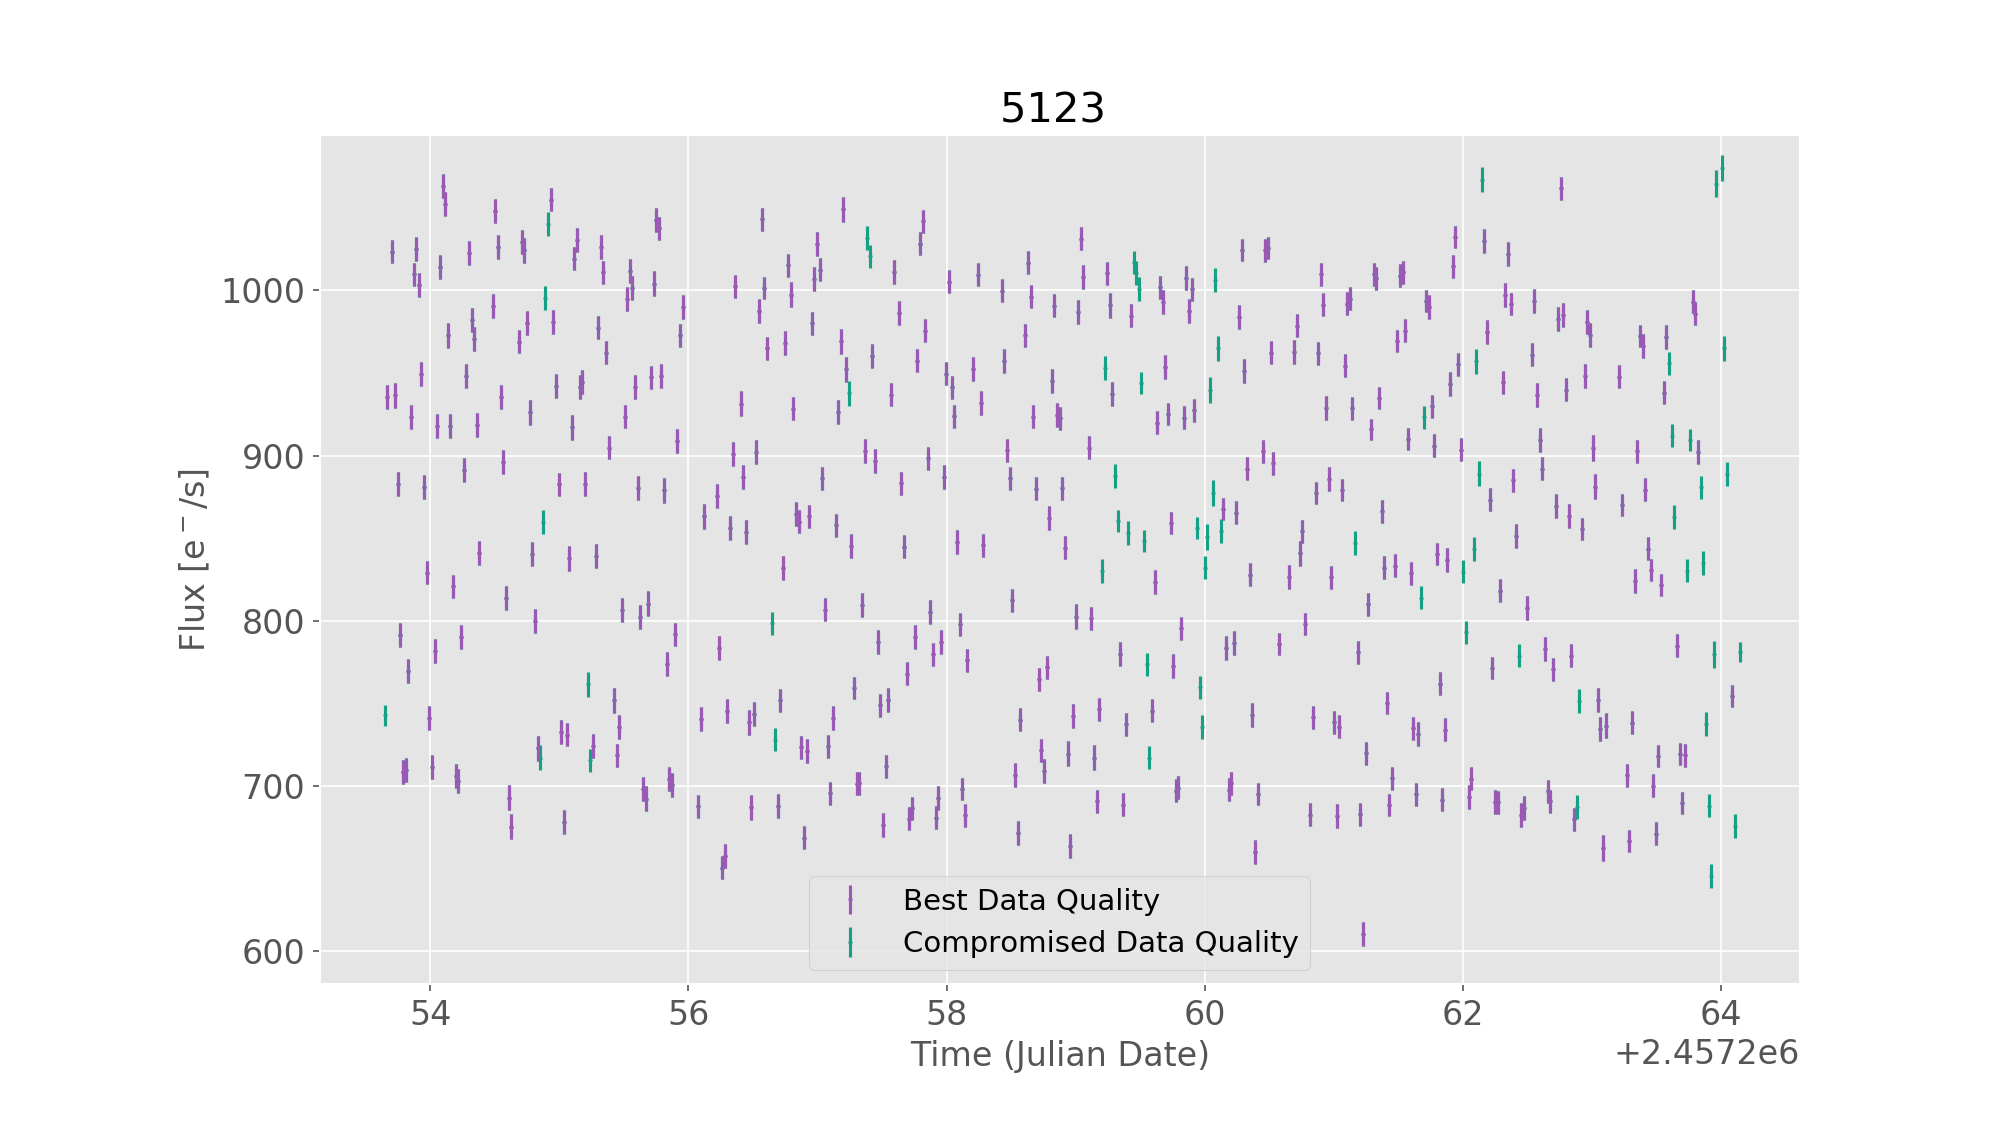 5123
Flux [e⁻/s]
1000
900
800
700
600
Best Data Quality
Compromised Data Quality
54 56 58 60 62 64
Time (Julian Date)
+2.4572e6